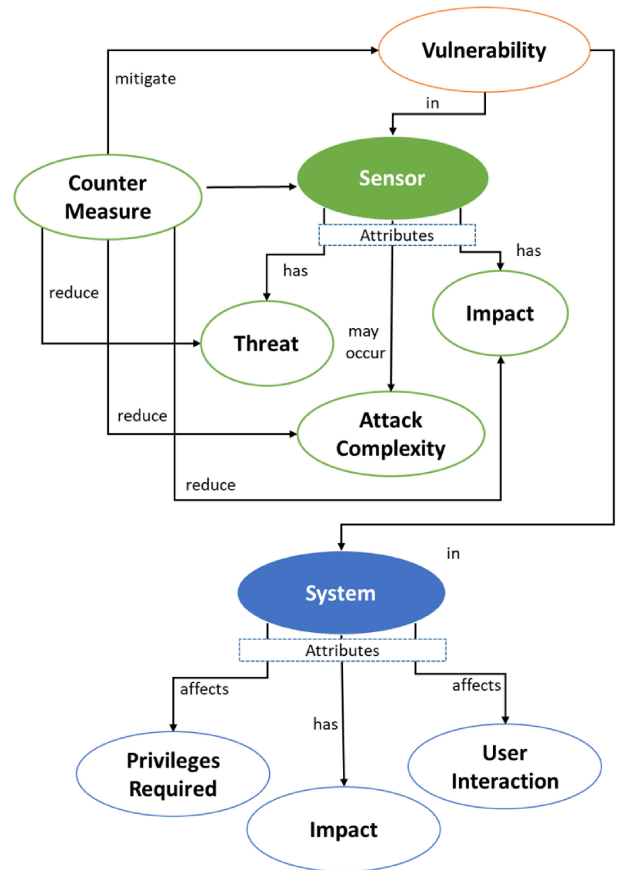 Vulnerability
mitigate
in
Counter
Measure
Sensor
Attributes
has
has
reduce
Impact
Threat
may
occur
reduce
Attack
Complexity
reduce
in
System
Attributes
affects
affects
has
Privileges
Required
User
Interaction
Impact